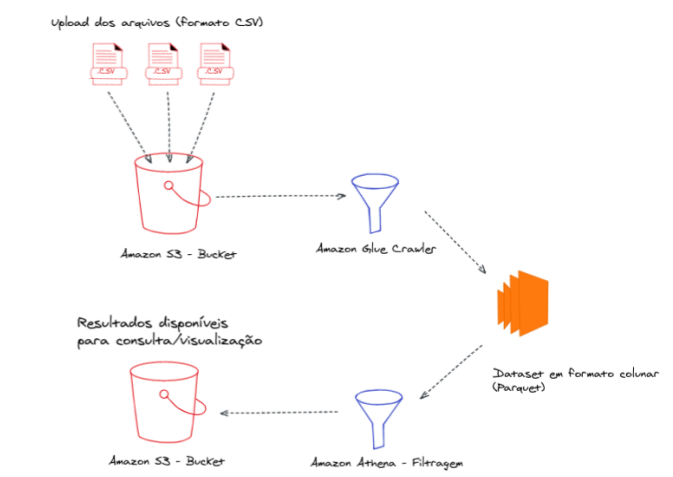 Upload dos arquivos (formato CSV)
.CSV
.CSV
.CSV
Amazon S3 - Bucket
Amazon Glue Crawler
Resultados disponíveis
para consulta/visualização
Dataset em formato colunar
(Parquet)
Amazon S3 - Bucket
Amazon Athena - Filtragem